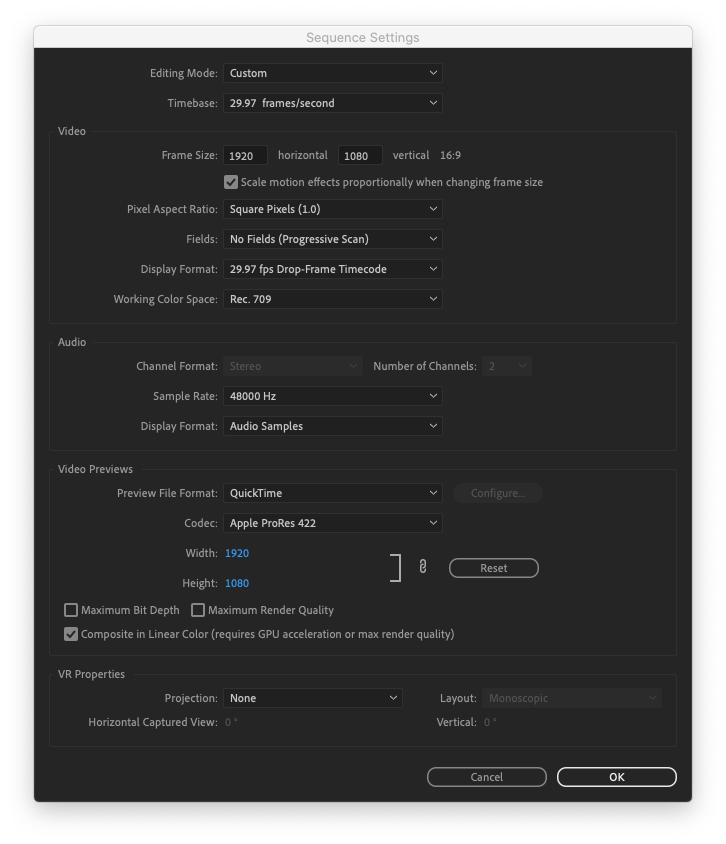 Sequence Settings
Editing Mode: Custom
Timebase: 29.97 frames/second
Video
Frame Size: 1920 horizontal 1080 vertical 16:9
Scale motion effects proportionally when changing frame size
Pixel Aspect Ratio: Square Pixels (1.0)
Fields: No Fields (Progressive Scan)
Display Format: 29.97 fps Drop-Frame Timecode
Working Color Space: Rec. 709
Audio
Channel Format: Stereo Number of Channels: 2
Sample Rate: 48000 Hz
Display Format: Audio Samples
Video Previews
Preview File Format: QuickTime Configure...
Codec: Apple ProRes 422
Width: 1920
Height: 1080
Reset
Maximum Bit Depth Maximum Render Quality
Composite in Linear Color (requires GPU acceleration or max render quality)
VR Properties
Projection: None Layout: Monoscopic
Horizontal Captured View: 0 ° Vertical: 0 °
Cancel OK